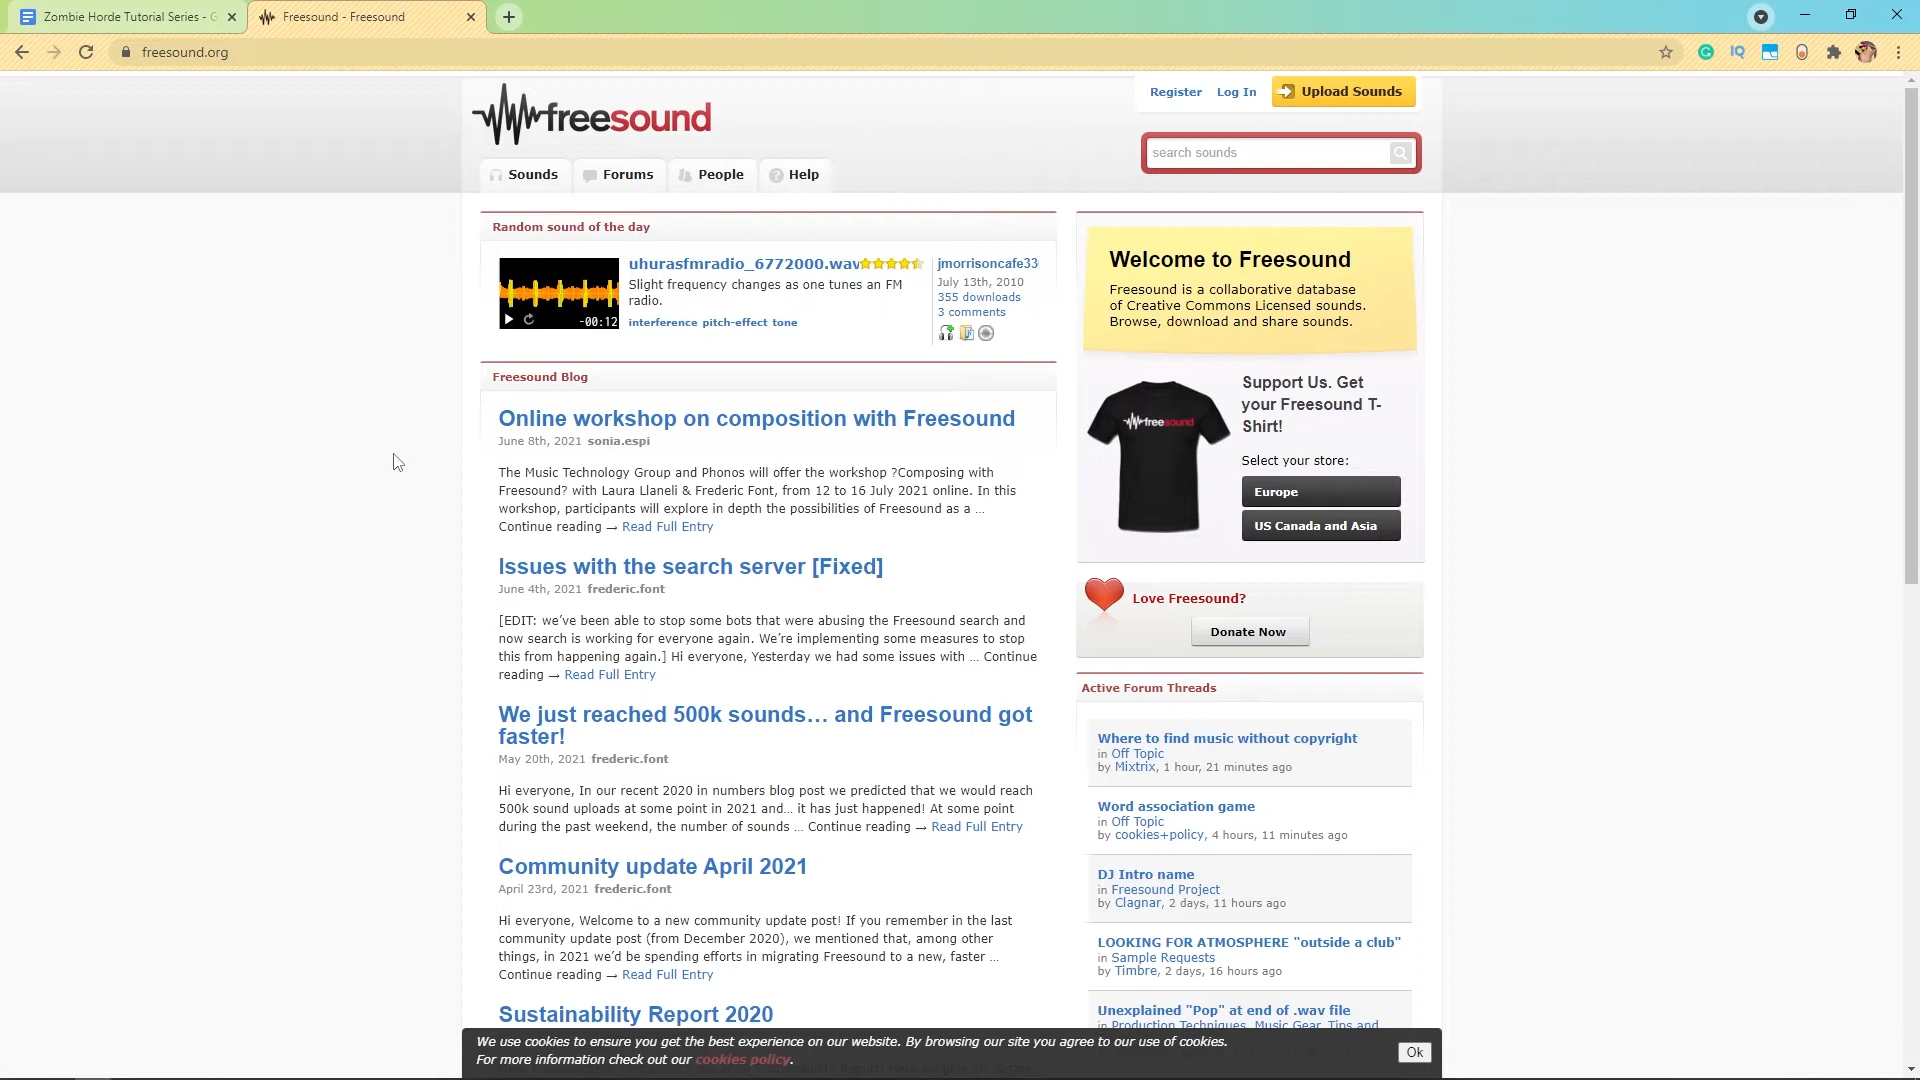 Zombie Horde Tutorial Series - G
Freesound - Freesound
freesound.org
IQ
freesound
Register Log In Upload Sounds
search sounds
Sounds Forums People Help
Random sound of the day
uhurasfmradio_6772000.wav
Slight frequency changes as one tunes an FM
radio.
interference pitch-effect tone
-00:12
jmorrisoncafe33
July 13th, 2010
355 downloads
3 comments
Freesound Blog
Online workshop on composition with Freesound
June 8th, 2021 sonia.espi
The Music Technology Group and Phonos will offer the workshop ?Composing with
Freesound? with Laura Llaneli & Frederic Font, from 12 to 16 July 2021 online. In this
workshop, participants will explore in depth the possibilities of Freesound as a …
Continue reading → Read Full Entry
Issues with the search server [Fixed]
June 4th, 2021 frederic.font
[EDIT: we’ve been able to stop some bots that were abusing the Freesound search and
now search is working for everyone again. We’re implementing some measures to stop
this from happening again.] Hi everyone, Yesterday we had some issues with … Continue
reading → Read Full Entry
We just reached 500k sounds… and Freesound got
faster!
May 20th, 2021 frederic.font
Hi everyone, In our recent 2020 in numbers blog post we predicted that we would reach
500k sound uploads at some point in 2021 and… it has just happened! At some point
during the past weekend, the number of sounds … Continue reading → Read Full Entry
Community update April 2021
April 23rd, 2021 frederic.font
Hi everyone, Welcome to a new community update post! If you remember in the last
community update post (from December 2020), we mentioned that, among other
things, in 2021 we’d be spending efforts in migrating Freesound to a new, faster …
Continue reading → Read Full Entry
Sustainability Report 2020
Welcome to Freesound
Freesound is a collaborative database
of Creative Commons Licensed sounds.
Browse, download and share sounds.
freesound
Support Us. Get
your Freesound T-
Shirt!
Select your store:
Europe
US Canada and Asia
Love Freesound?
Donate Now
Active Forum Threads
Where to find music without copyright
in Off Topic
by Mixtrix, 1 hour, 21 minutes ago
Word association game
in Off Topic
by cookies+policy, 4 hours, 11 minutes ago
DJ Intro name
in Freesound Project
by Clagnar, 2 days, 11 hours ago
LOOKING FOR ATMOSPHERE "outside a club"
in Sample Requests
by Timbre, 2 days, 16 hours ago
Unexplained "Pop" at end of .wav file
in Production Techniques, Music Gear, Tips and
We use cookies to ensure you get the best experience on our website. By browsing our site you agree to our use of cookies.
For more information check out our cookies policy.
Ok